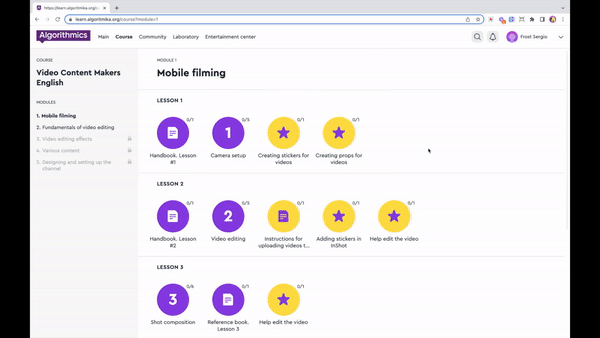 https://learn.algoritmika.org/c
learn.algoritmika.org/course?module=1
Algorithmics
Main
Course
Community
Laboratory
Entertainment center
Frost Sergio
COURSE
Video Content Makers
English
MODULES
1. Mobile filming
2. Fundamentals of video editing
3. Video editing effects
4. Various content
5. Designing and setting up the
channel
MODULE 1
Mobile filming
LESSON 1
0/1
1
0/5
0/1
0/1
Handbook. Lesson
#1
Camera setup
Creating stickers for
videos
Creating props for
videos
LESSON 2
0/1
2
0/5
0/1
0/1
0/1
Handbook. Lesson
#2
Video editing
Instructions for
uploading videos t...
Adding stickers in
InShot
Help edit the video
LESSON 3
3
0/4
0/1
0/1
Shot composition
Reference book.
Lesson 3
Help edit the video